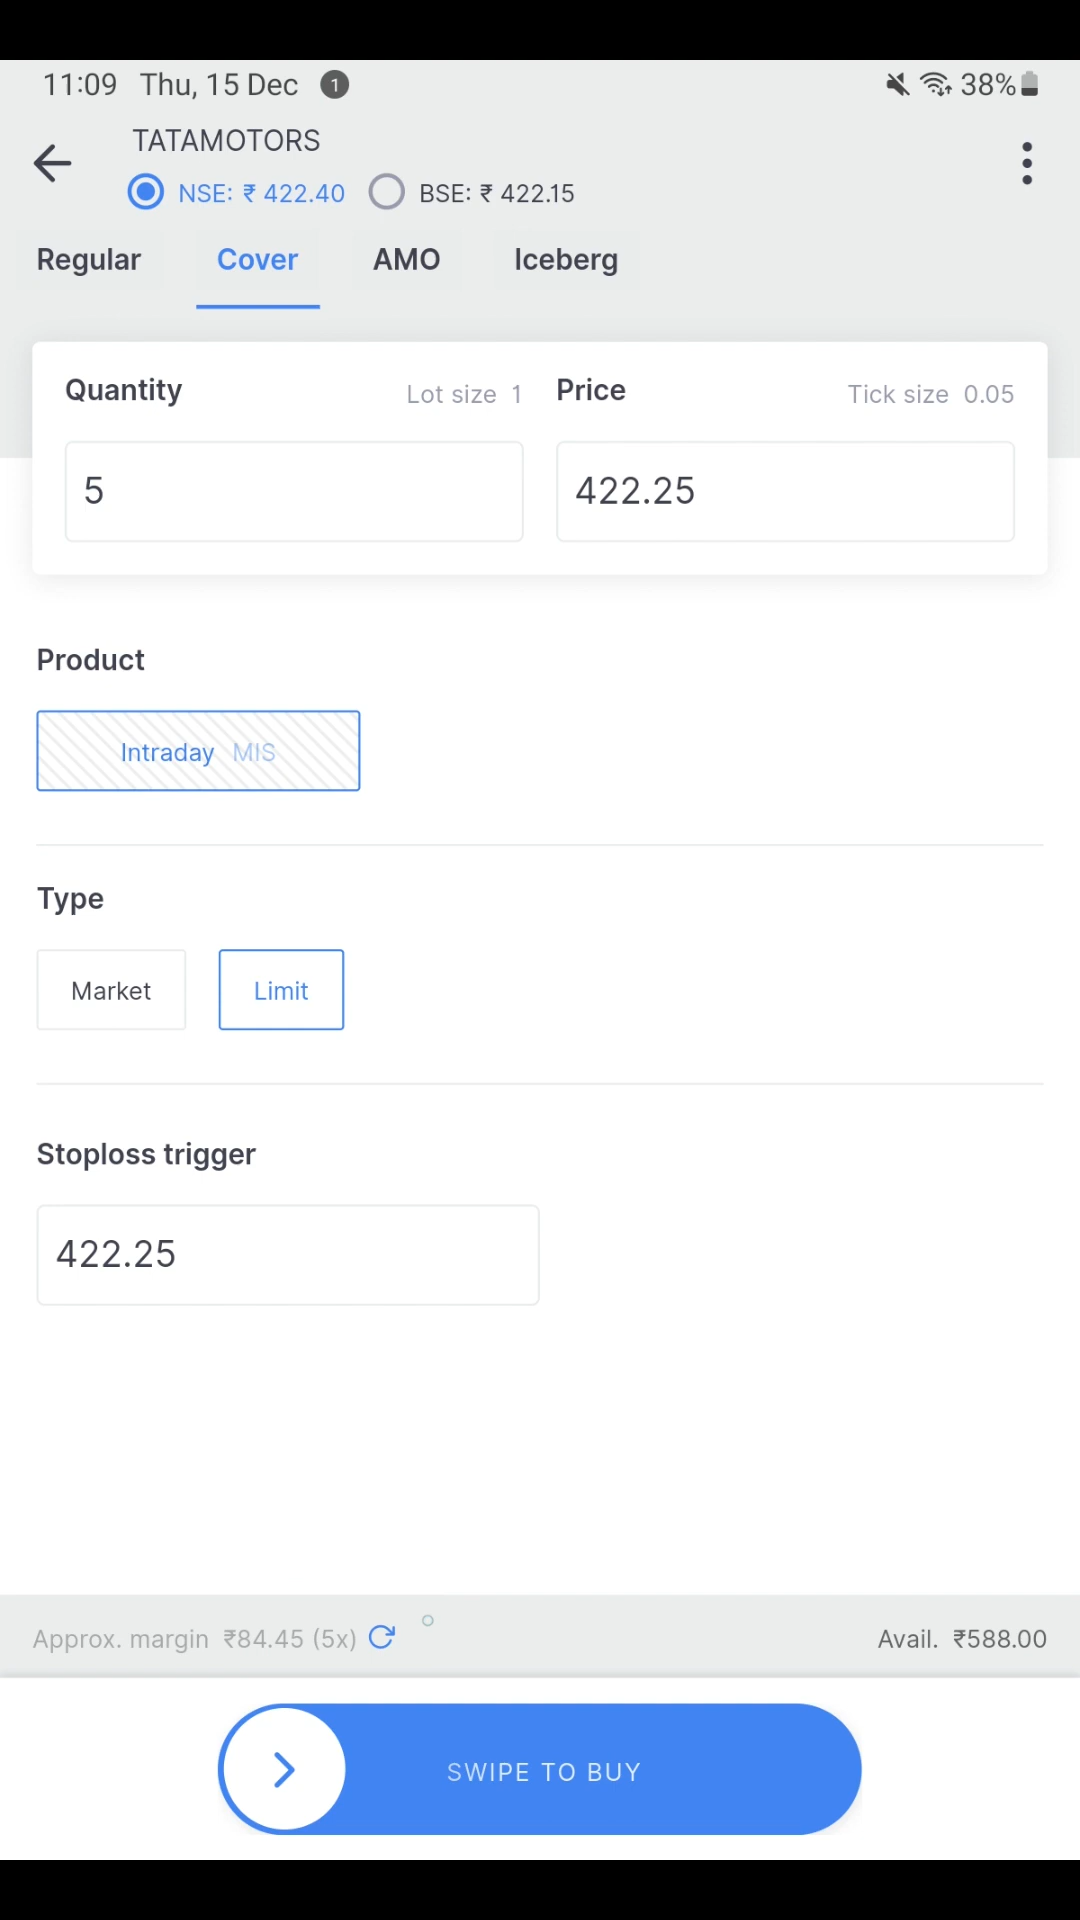 11:09 Thu, 15 Dec 1 38%
TATAMOTORS
NSE: ₹ 422.40 BSE: ₹ 422.15
Regular Cover AMO Iceberg
Quantity Lot size 1 Price Tick size 0.05
5 422.25
Product
Intraday MIS
Type
Market Limit
Stoploss trigger
422.25
Approx. margin ₹84.45 (5x) Avail. ₹588.00
SWIPE TO BUY